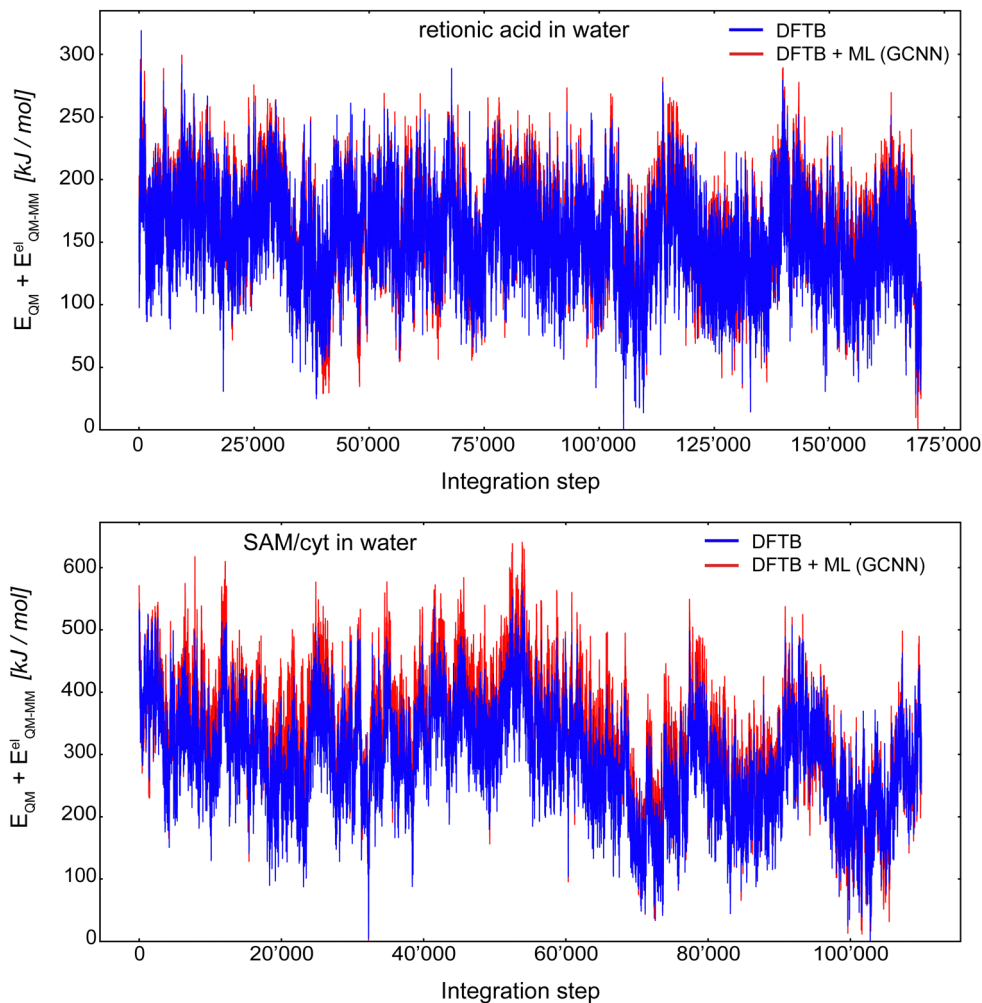 retionic acid in water
DFTB
DFTB + ML (GCNN)
E_QM + E^el_QM-MM [kJ / mol]
300
250
200
150
100
50
0
0 25'000 50'000 75'000 100'000 125'000 140'000 150'000 175'000
Integration step
SAM/cyt in water
DFTB
DFTB + ML (GCNN)
E_QM + E^el_QM-MM [kJ / mol]
600
500
400
300
200
100
0
0 20'000 40'000 60'000 80'000 100'000
Integration step